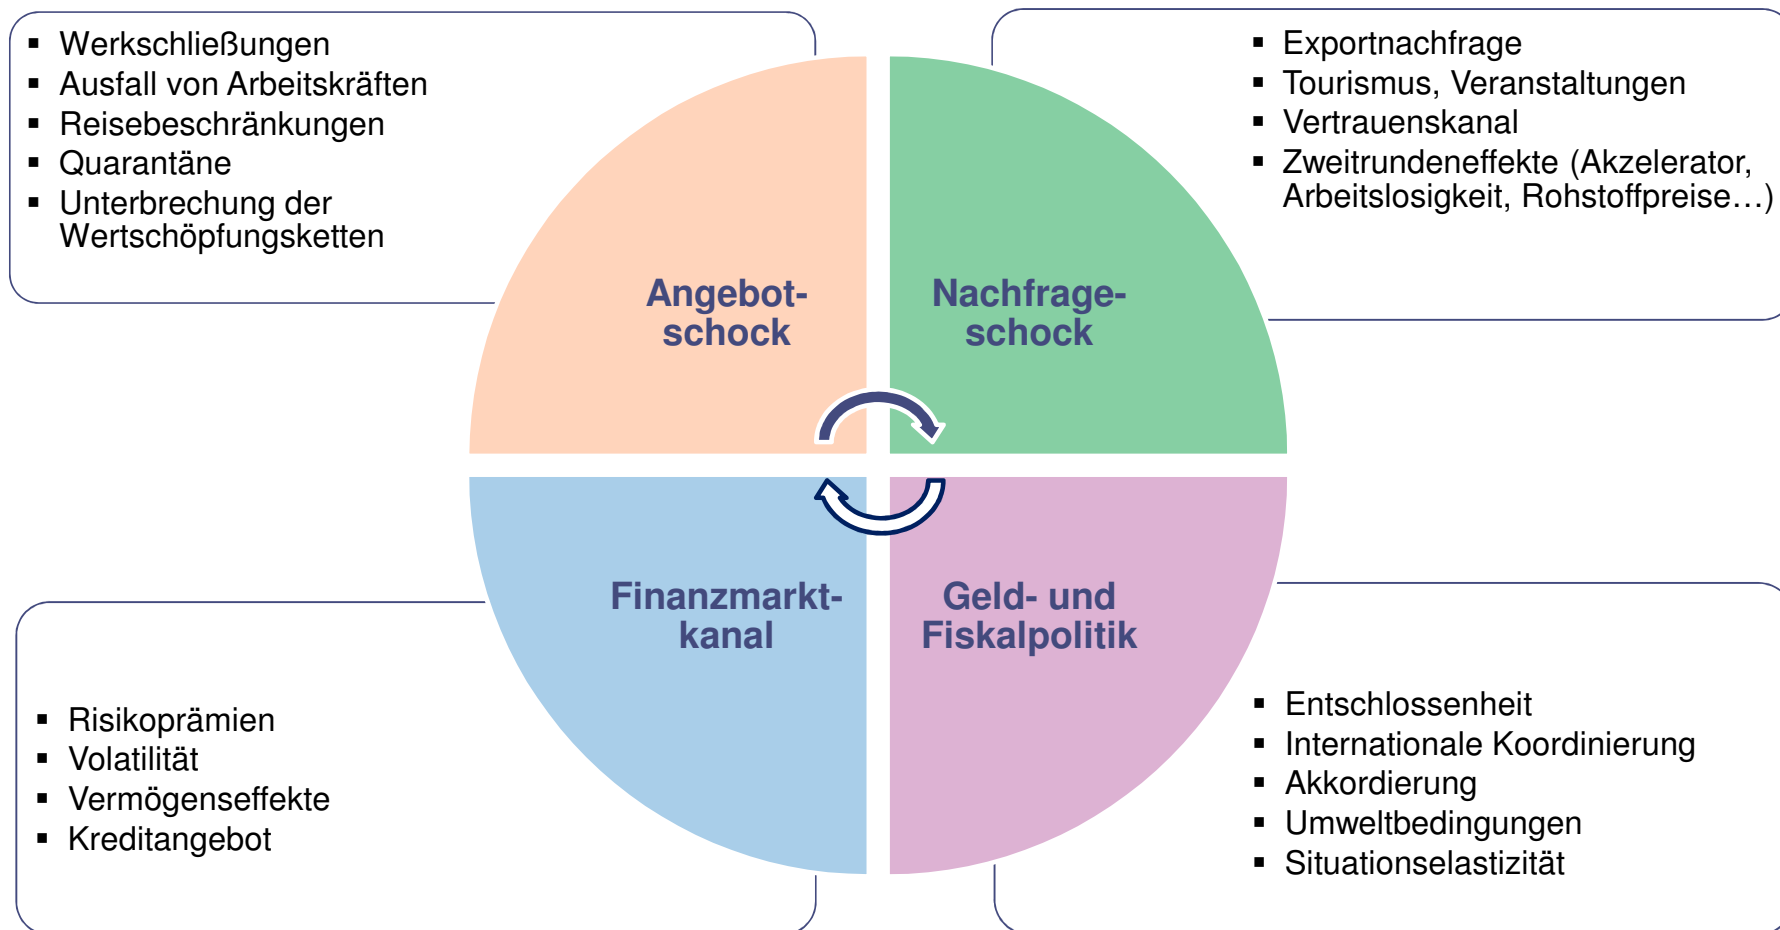 ▪ Werkschließungen
▪ Ausfall von Arbeitskräften
▪ Reisebeschränkungen
▪ Quarantäne
▪ Unterbrechung der
Wertschöpfungsketten
▪ Exportnachfrage
▪ Tourismus, Veranstaltungen
▪ Vertrauenskanal
▪ Zweitrundeneffekte (Akzelerator,
Arbeitslosigkeit, Rohstoffpreise…)
Angebot-
schock
Nachfrage-
schock
Finanzmarkt-
kanal
Geld- und
Fiskalpolitik
▪ Risikoprämien
▪ Volatilität
▪ Vermögenseffekte
▪ Kreditangebot
▪ Entschlossenheit
▪ Internationale Koordinierung
▪ Akkordierung
▪ Umweltbedingungen
▪ Situationselastizität